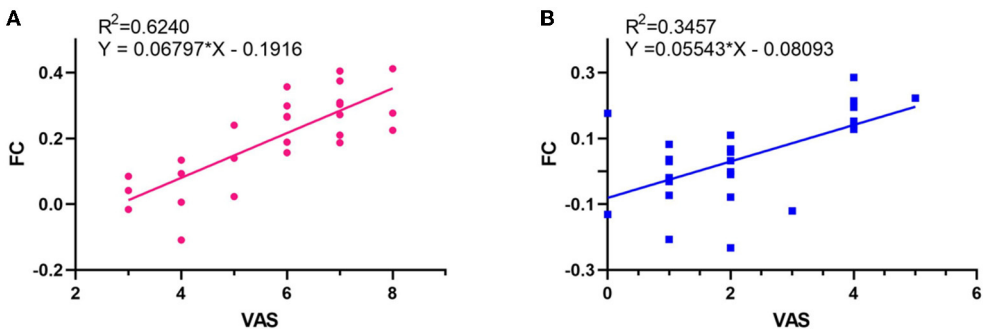 A
R²=0.6240
Y = 0.06797*X - 0.1916
0.4
0.2
0.0
-0.2
FC
2
4
6
8
VAS
B
R²=0.3457
Y =0.05543*X - 0.08093
0.3
0.1
-0.1
-0.3
FC
0
2
4
6
VAS